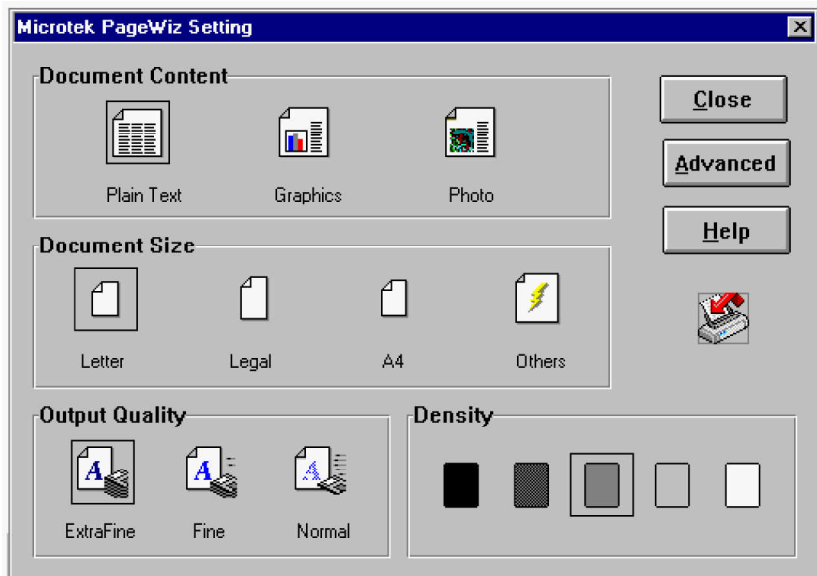 Microtek PageWiz Setting
Document Content
Plain Text Graphics Photo
Close
Advanced
Help
Document Size
Letter Legal A4 Others
Output Quality
ExtraFine Fine Normal
Density